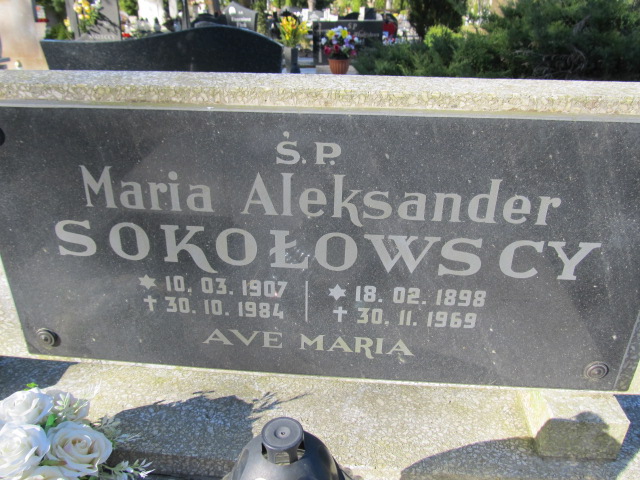 Ś.P.
Maria Aleksander
SOKOŁOWSCY
* 10. 03. 1907 | * 18. 02. 1898
✝ 30. 10. 1984 | ✝ 30. 11. 1969
AVE MARIA